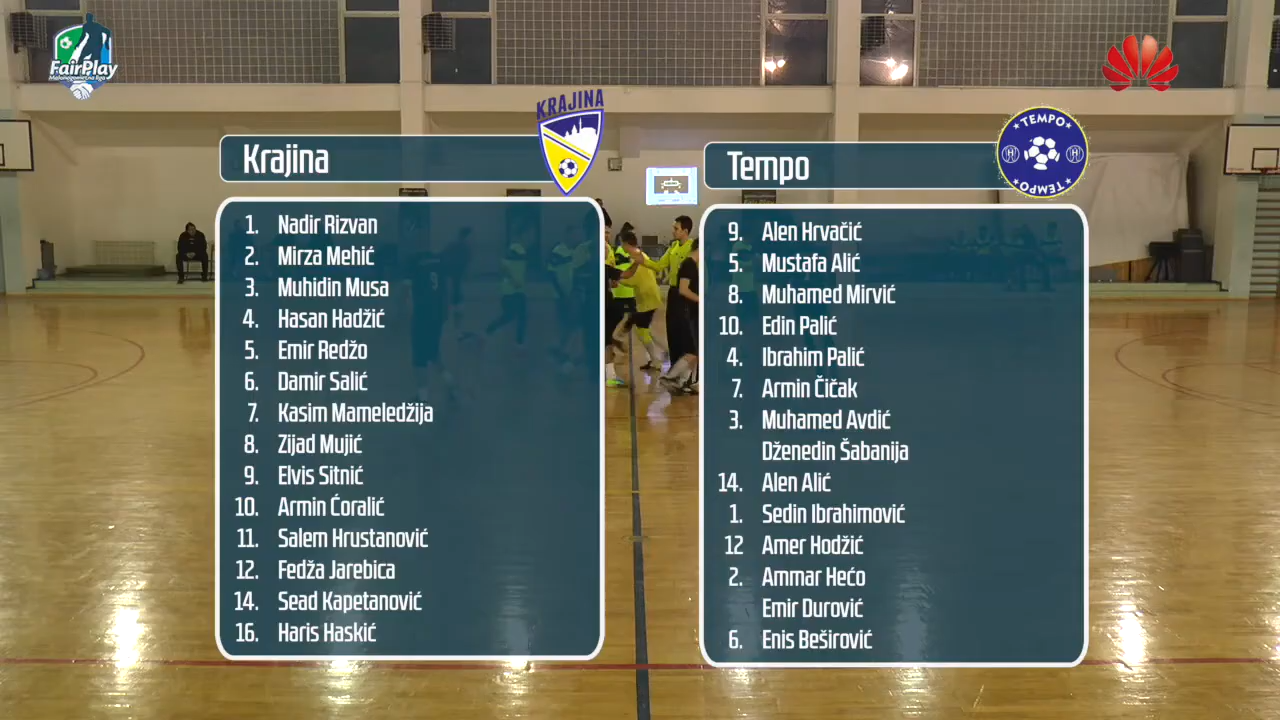 FairPlay
Malonogometna liga
KRAJINA
Krajina
1. Nadir Rizvan
2. Mirza Mehić
3. Muhidin Musa
4. Hasan Hadžić
5. Emir Redžo
6. Damir Salić
7. Kasim Mameledžija
8. Zijad Mujić
9. Elvis Sitnić
10. Armin Ćoralić
11. Salem Hrustanović
12. Fedža Jarebica
14. Sead Kapetanović
16. Haris Haskić
TEMPO
TEMPO
Tempo
9. Alen Hrvačić
5. Mustafa Alić
8. Muhamed Mirvić
10. Edin Palić
4. Ibrahim Palić
7. Armin Čičak
3. Muhamed Avdić
Dženedin Šabanija
14. Alen Alić
1. Sedin Ibrahimović
12 Amer Hodžić
2. Ammar Hećo
Emir Durović
6. Enis Beširović